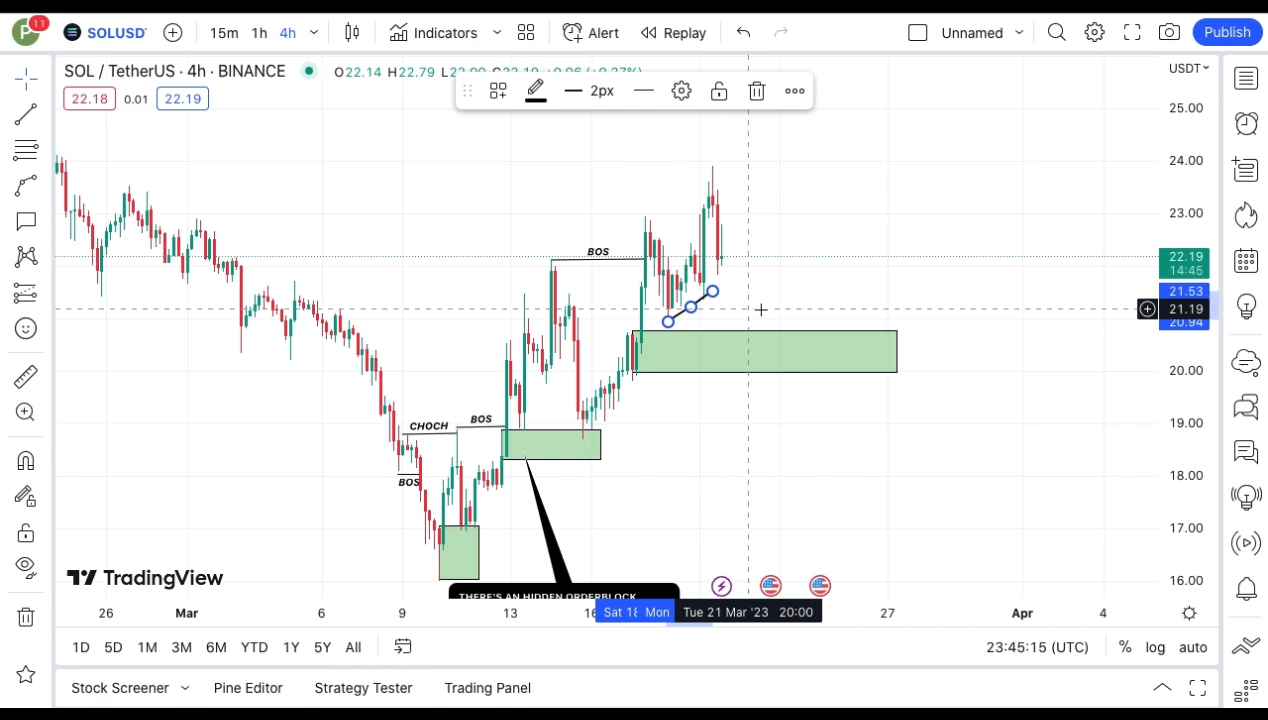 P 11 SOLUSD 15m 1h 4h Indicators Alert Replay Unnamed Publish
SOL / TetherUS · 4h · BINANCE O22.14 H22.79
2px
USDT
22.18 0.01 22.19
25.00
24.00
23.00
BOS
22.19
14:45
21.53
21.19
20.94
20.00
CHOCH BOS
19.00
BOS
18.00
17.00
16.00
TradingView
THERE'S AN HIDDEN ORDERBLOCK
26 Mar 6 9 13 16 Sat Mon Tue 21 Mar '23 20:00 27 Apr 4
1D 5D 1M 3M 6M YTD 1Y 5Y All 23:45:15 (UTC) % log auto
Stock Screener Pine Editor Strategy Tester Trading Panel